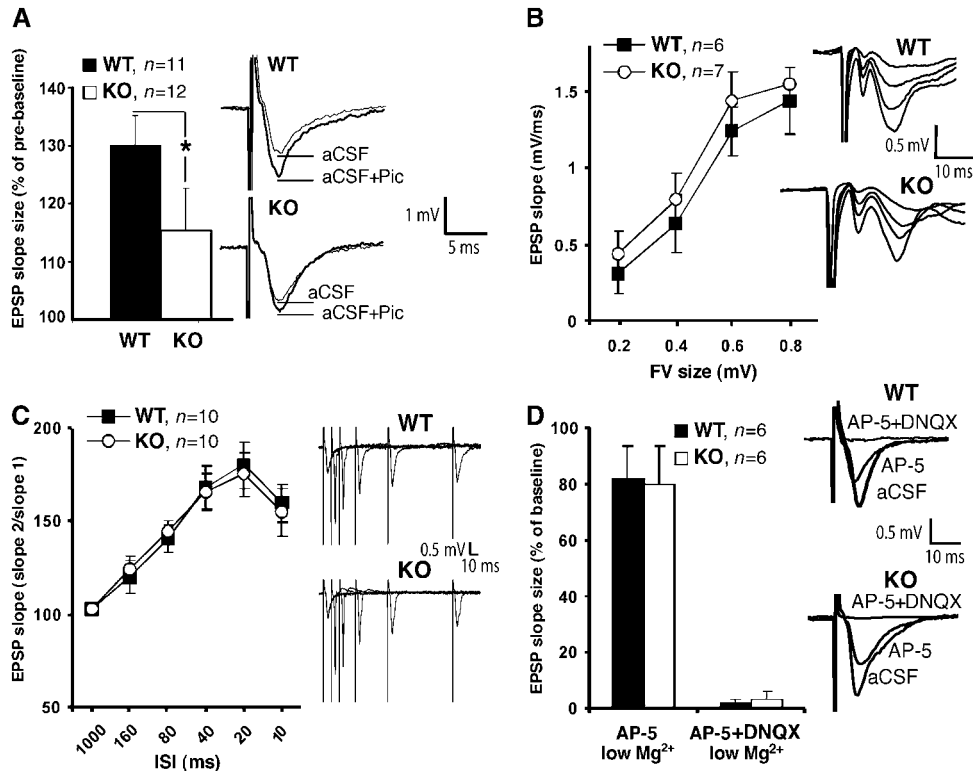 A
WT, n=11
KO, n=12
EPSP slope size (% of pre-baseline)
140
130
120
110
100
*
WT
KO
WT
aCSF
aCSF+Pic
KO
aCSF
aCSF+Pic
1 mV
5 ms
B
WT, n=6
KO, n=7
EPSP slope (mV/ms)
1.5
1
0.5
0
0.2 0.4 0.6 0.8
FV size (mV)
WT
0.5 mV
10 ms
KO
C
WT, n=10
KO, n=10
EPSP slope ( slope 2/slope 1)
200
150
100
50
1000 160 80 40 20 10
ISI (ms)
WT
0.5 mV
10 ms
KO
D
WT, n=6
KO, n=6
EPSP slope size (% of baseline)
100
80
60
40
20
0
AP-5
low Mg²⁺
AP-5+DNQX
low Mg²⁺
WT
AP-5+DNQX
AP-5
aCSF
0.5 mV
10 ms
KO
AP-5+DNQX
AP-5
aCSF